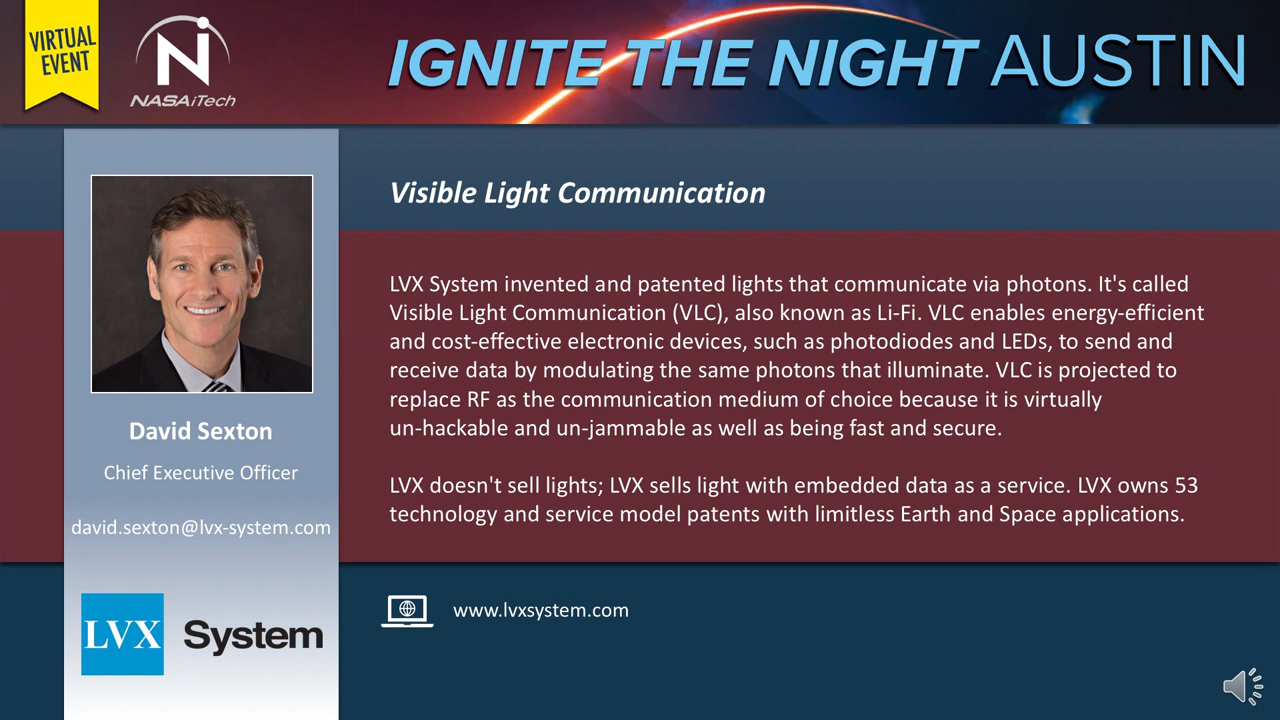 VIRTUAL
EVENT
NASAiTech
IGNITE THE NIGHT AUSTIN
Visible Light Communication
LVX System invented and patented lights that communicate via photons. It's called
Visible Light Communication (VLC), also known as Li-Fi. VLC enables energy-efficient
and cost-effective electronic devices, such as photodiodes and LEDs, to send and
receive data by modulating the same photons that illuminate. VLC is projected to
replace RF as the communication medium of choice because it is virtually
un-hackable and un-jammable as well as being fast and secure.
LVX doesn't sell lights; LVX sells light with embedded data as a service. LVX owns 53
technology and service model patents with limitless Earth and Space applications.
David Sexton
Chief Executive Officer
david.sexton@lvx-system.com
LVX System
www.lvxsystem.com